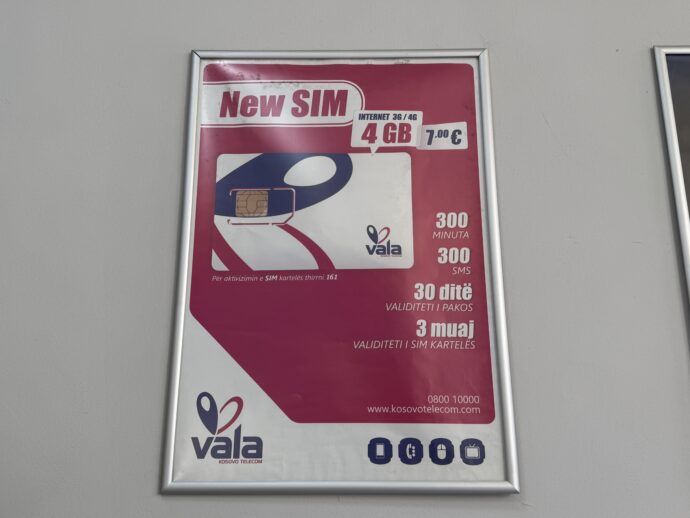 New SIM
INTERNET 3G / 4G
4 GB
7.00 €
vala
300
MINUTA
300
SMS
30 ditë
VALIDITETI I PAKOS
3 muaj
VALIDITETI I SIM KARTELËS
Për aktivizimin e SIM kartelës thirrni 161
0800 10000
www.kosovotelecom.com
vala
KOSOVO TELECOM